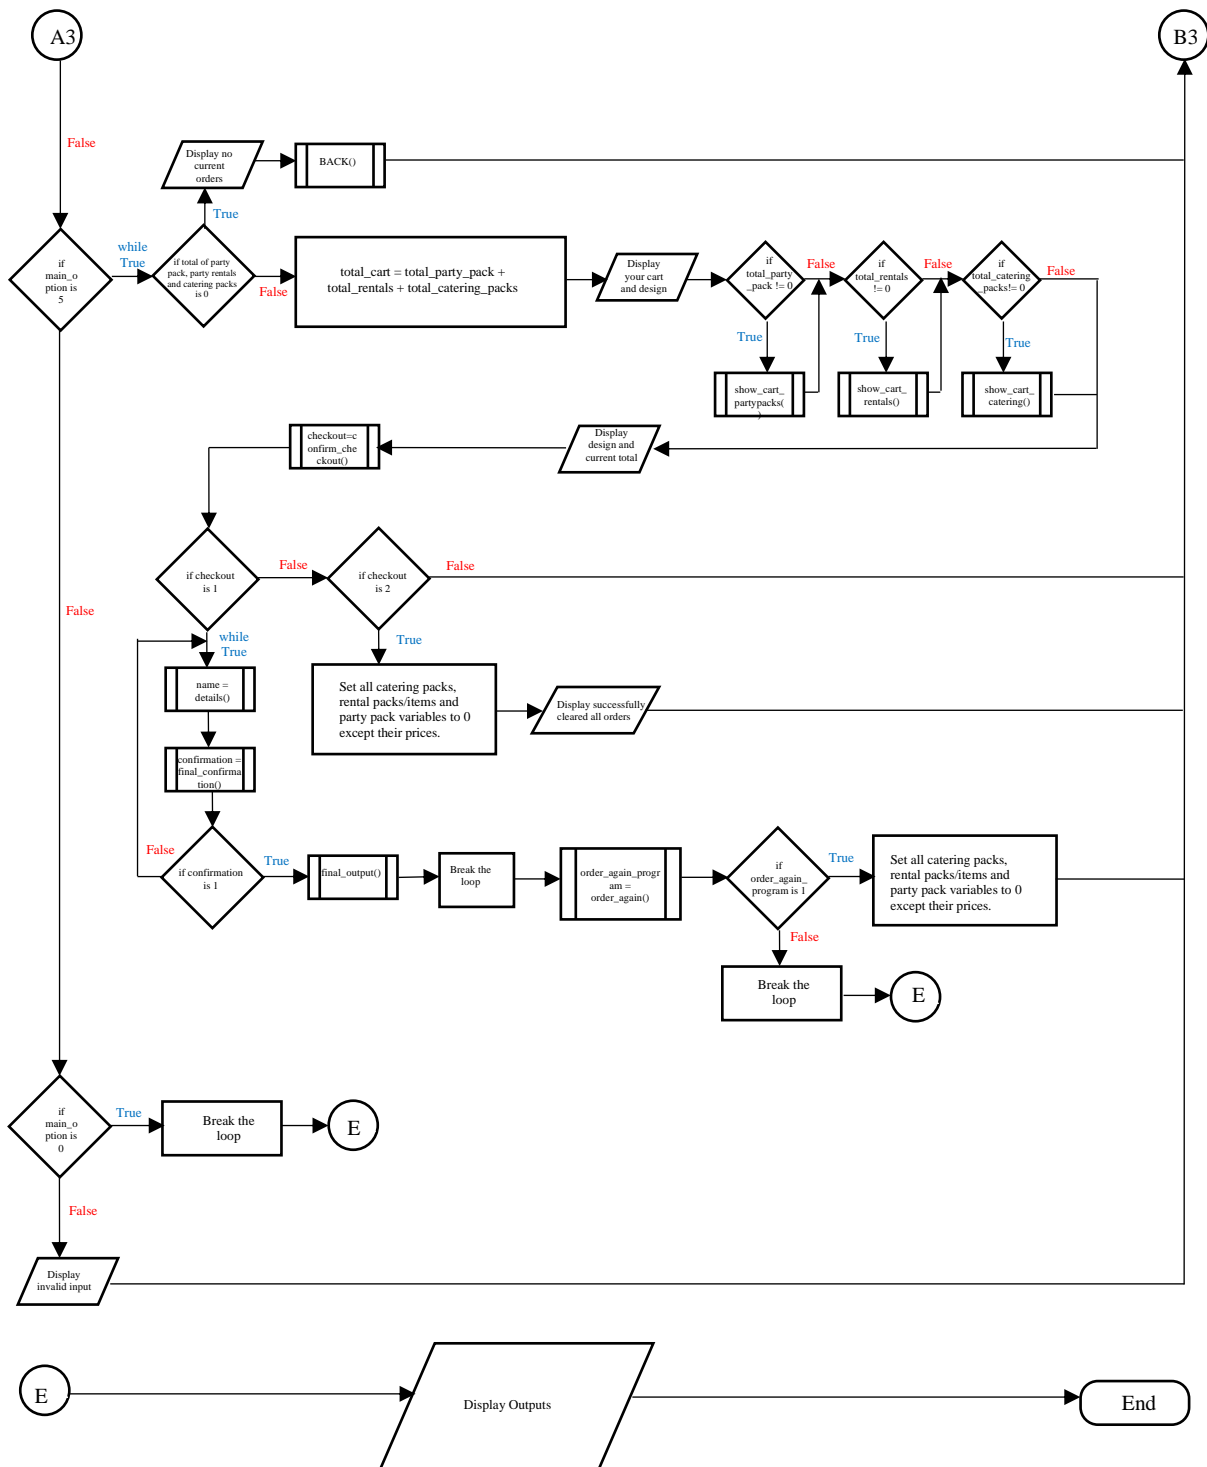 A3
B3
False
Display no
current
orders
BACK()
True
if
main_o
ption is
5
while
True
if total of party
pack, party rentals
and catering packs
is 0
False
total_cart = total_party_pack +
total_rentals + total_catering_packs
Display
your cart
and design
if
total_party
_pack != 0
False
if
total_rentals
!= 0
False
if
total_catering
_packs!= 0
False
True
True
True
show_cart_
partypacks(
)
show_cart_
rentals()
show_cart_
catering()
checkout=c
onfirm_che
ckout()
Display
design and
current total
if checkout
is 1
False
if checkout
is 2
False
False
while
True
True
name =
details()
Set all catering packs,
rental packs/items and
party pack variables to 0
except their prices.
Display successfully
cleared all orders
confirmation =
final_confirma
tion()
False
if confirmation
is 1
True
final_output()
Break the
loop
order_again_progr
am =
order_again()
if
order_again_
program is 1
True
Set all catering packs,
rental packs/items and
party pack variables to 0
except their prices.
False
Break the
loop
E
if
main_o
ption is
0
True
Break the
loop
E
False
Display
invalid input
E
Display Outputs
End